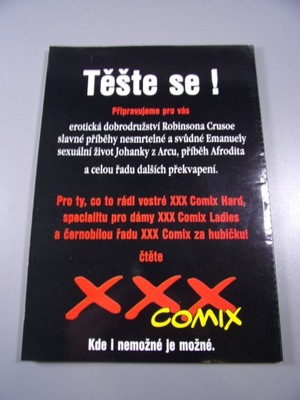 Těšte se !
Připravujeme pro vás
erotická dobrodružství Robinsona Crusoe
slavné příběhy nesmrtelné a svůdné Emanuely
sexuální život Johanky z Arcu, příběh Afrodita
a celou řadu dalších překvapení.
Pro ty, co to rádi vostré XXX Comix Hard,
specialitu pro dámy XXX Comix Ladies
a černobílou řadu XXX Comix za hubičku!
čtěte
XXX
COMIX
Kde i nemožné je možné.